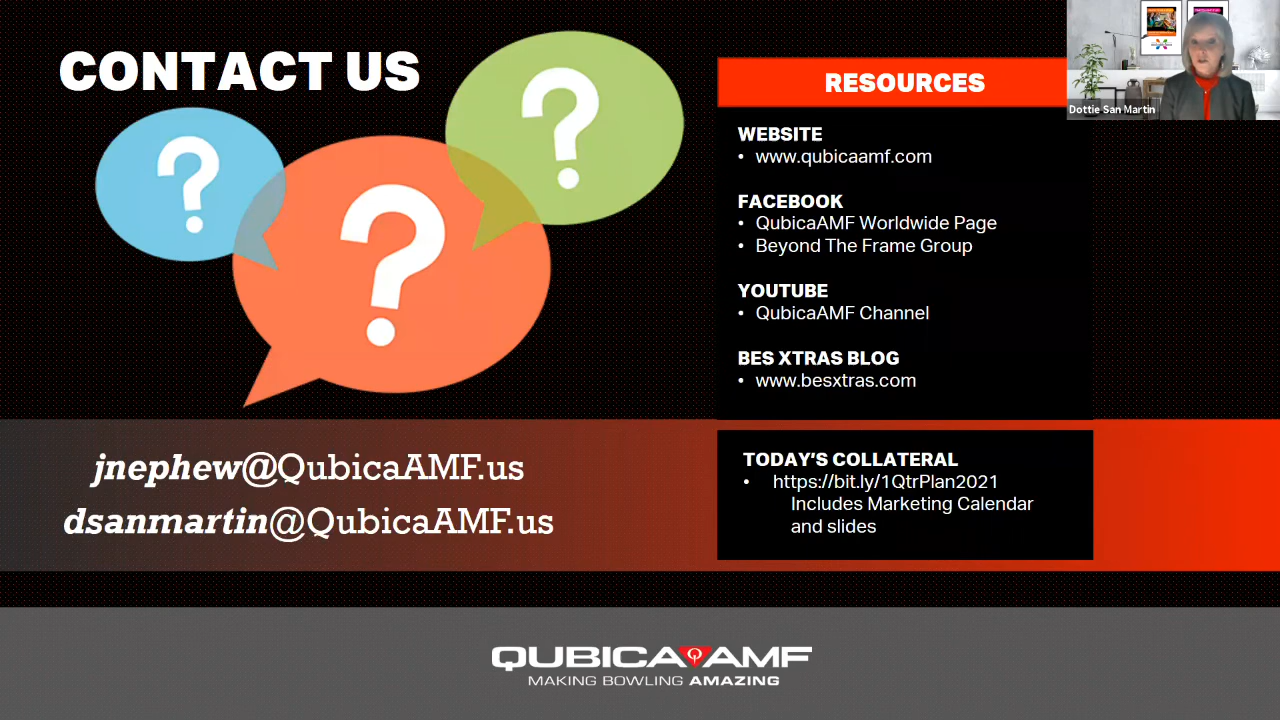 CONTACT US
?
?
?
jnephew@QubicaAMF.us
dsanmartin@QubicaAMF.us
RESOURCES
WEBSITE
• www.qubicaamf.com
FACEBOOK
• QubicaAMF Worldwide Page
• Beyond The Frame Group
YOUTUBE
• QubicaAMF Channel
BES XTRAS BLOG
• www.besxtras.com
TODAY'S COLLATERAL
• https://bit.ly/1QtrPlan2021
Includes Marketing Calendar
and slides
Dottie San Martin
QUBICAAMF
MAKING BOWLING AMAZING